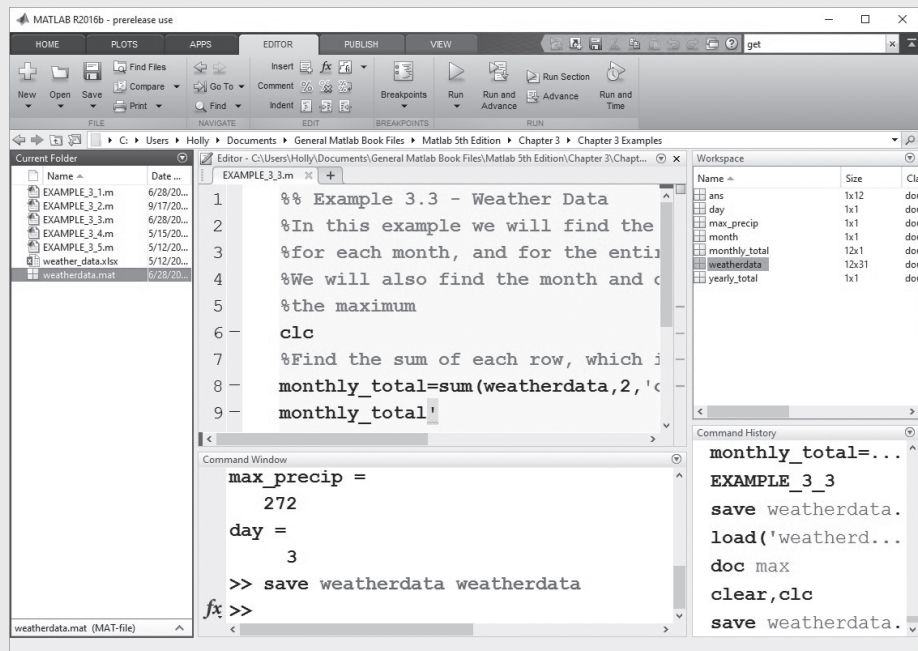 MATLAB R2016b - prerelease use
HOME PLOTS APPS EDITOR PUBLISH VIEW get
New Open Save Find Files Compare Print
FILE
Go To Find
NAVIGATE
Insert fx Comment Indent
EDIT
Breakpoints
BREAKPOINTS
Run Run and Advance Run Section Advance Run and Time
RUN
C: Users Holly Documents General Matlab Book Files Matlab 5th Edition Chapter 3 Chapter 3 Examples
Current Folder
Name Date ...
EXAMPLE_3_1.m 6/28/20...
EXAMPLE_3_2.m 9/17/20...
EXAMPLE_3_3.m 6/28/20...
EXAMPLE_3_4.m 5/15/20...
EXAMPLE_3_5.m 5/12/20...
weather_data.xlsx 5/12/20...
weatherdata.mat 6/28/20...
weatherdata.mat (MAT-file)
Editor - C:\Users\Holly\Documents\General Matlab Book Files\Matlab 5th Edition\Chapter 3\Chapt...
EXAMPLE_3_3.m +
1 %% Example 3.3 - Weather Data
2 %In this example we will find the
3 %for each month, and for the entir
4 %We will also find the month and d
5 %the maximum
6 – clc
7 %Find the sum of each row, which i
8 – monthly_total=sum(weatherdata,2,'o
9 – monthly_total'
Command Window
max_precip =
272
day =
3
>> save weatherdata weatherdata
fx >>
Workspace
Name Size Cla
ans 1x12 dou
day 1x1 dou
max_precip 1x1 dou
month 1x1 dou
monthly_total 12x1 dou
weatherdata 12x31 dou
yearly_total 1x1 dou
Command History
monthly_total=...
EXAMPLE_3_3
save weatherdata.
load('weatherd...
doc max
clear,clc
save weatherdata.